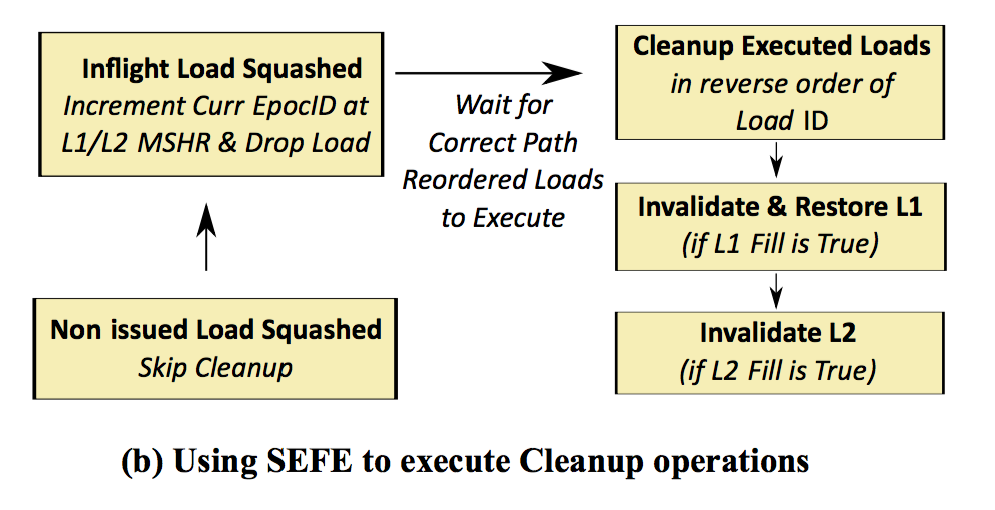 Inflight Load Squashed
Increment Curr EpocID at
L1/L2 MSHR & Drop Load
Wait for
Correct Path
Reordered Loads
to Execute
Cleanup Executed Loads
in reverse order of
Load ID
Invalidate & Restore L1
(if L1 Fill is True)
Non issued Load Squashed
Skip Cleanup
Invalidate L2
(if L2 Fill is True)
(b) Using SEFE to execute Cleanup operations